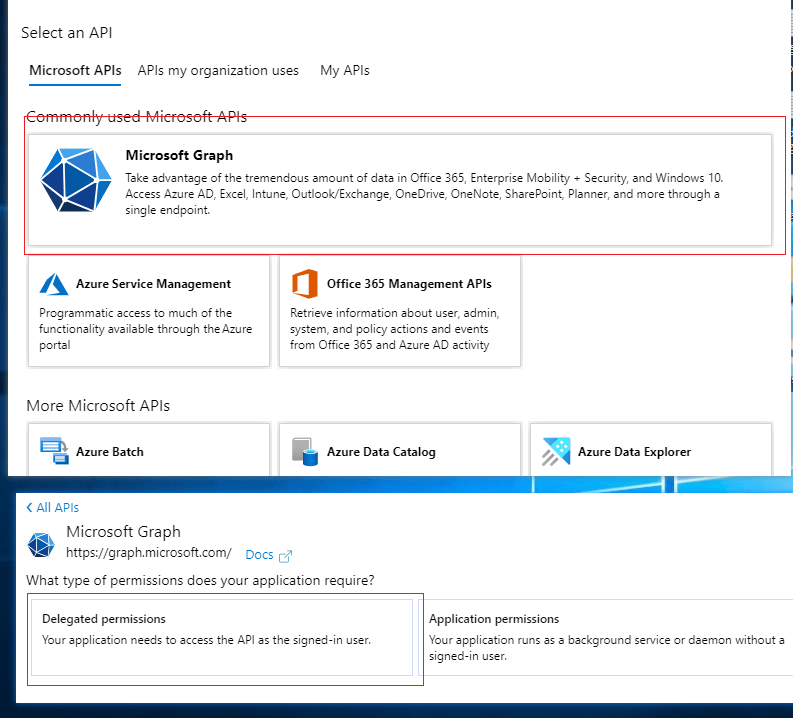 Select an API
Microsoft APIs APIs my organization uses My APIs
Commonly used Microsoft APIs
Microsoft Graph
Take advantage of the tremendous amount of data in Office 365, Enterprise Mobility + Security, and Windows 10.
Access Azure AD, Excel, Intune, Outlook/Exchange, OneDrive, OneNote, SharePoint, Planner, and more through a
single endpoint.
Azure Service Management
Programmatic access to much of the
functionality available through the Azure
portal
Office 365 Management APIs
Retrieve information about user, admin,
system, and policy actions and events
from Office 365 and Azure AD activity
More Microsoft APIs
Azure Batch
Azure Data Catalog
Azure Data Explorer
All APIs
Microsoft Graph
https://graph.microsoft.com/ Docs
What type of permissions does your application require?
Delegated permissions
Your application needs to access the API as the signed-in user.
Application permissions
Your application runs as a background service or daemon without a
signed-in user.